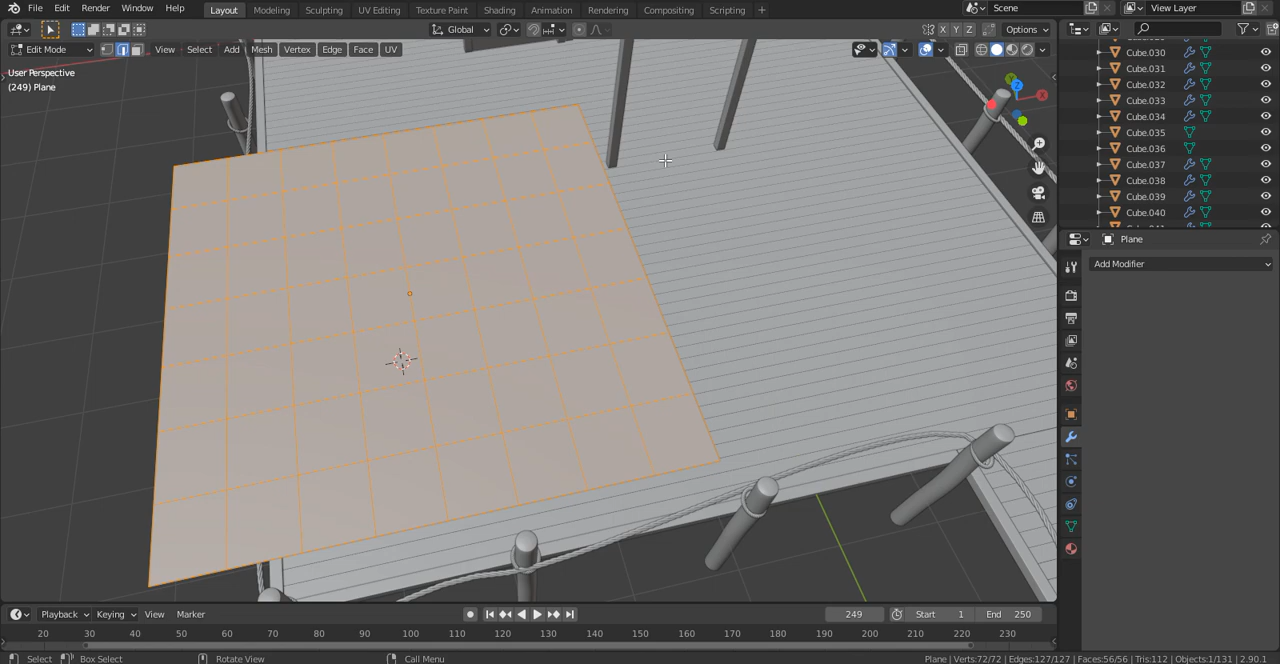 File Edit Render Window Help Layout Modeling Sculpting UV Editing Texture Paint Shading Animation Rendering Compositing Scripting + Scene View Layer
Global X Y Z Options
Edit Mode View Select Add Mesh Vertex Edge Face UV
User Perspective
(249) Plane
Cube.030
Cube.031
Cube.032
Cube.033
Cube.034
Cube.035
Cube.036
Cube.037
Cube.038
Cube.039
Cube.040
Plane
Add Modifier
Playback Keying View Marker 249 Start 1 End 250
20 30 40 50 60 70 80 90 100 110 120 130 140 150 160 170 180 190 200 210 220 230
Select Box Select Rotate View Call Menu Plane | Verts:72/72 | Edges:127/127 | Faces:56/56 | Tris:112 | Objects:1/131 | 2.90.1